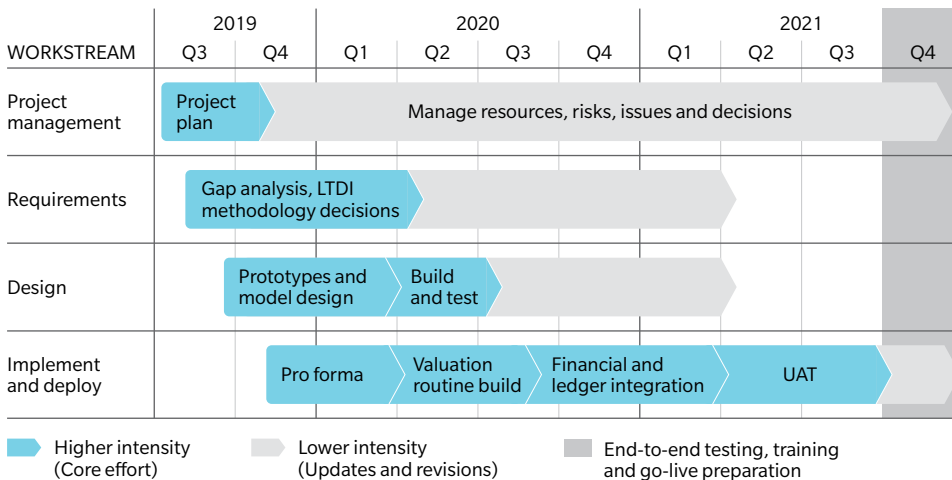 2019 2020 2021
WORKSTREAM Q3 Q4 Q1 Q2 Q3 Q4 Q1 Q2 Q3 Q4
Project
management
Project
plan
Manage resources, risks, issues and decisions
Requirements
Gap analysis, LTDI
methodology decisions
Design
Prototypes and
model design
Build
and test
Implement
and deploy
Pro forma
Valuation
routine build
Financial and
ledger integration
UAT
Higher intensity
(Core effort)
Lower intensity
(Updates and revisions)
End-to-end testing, training
and go-live preparation